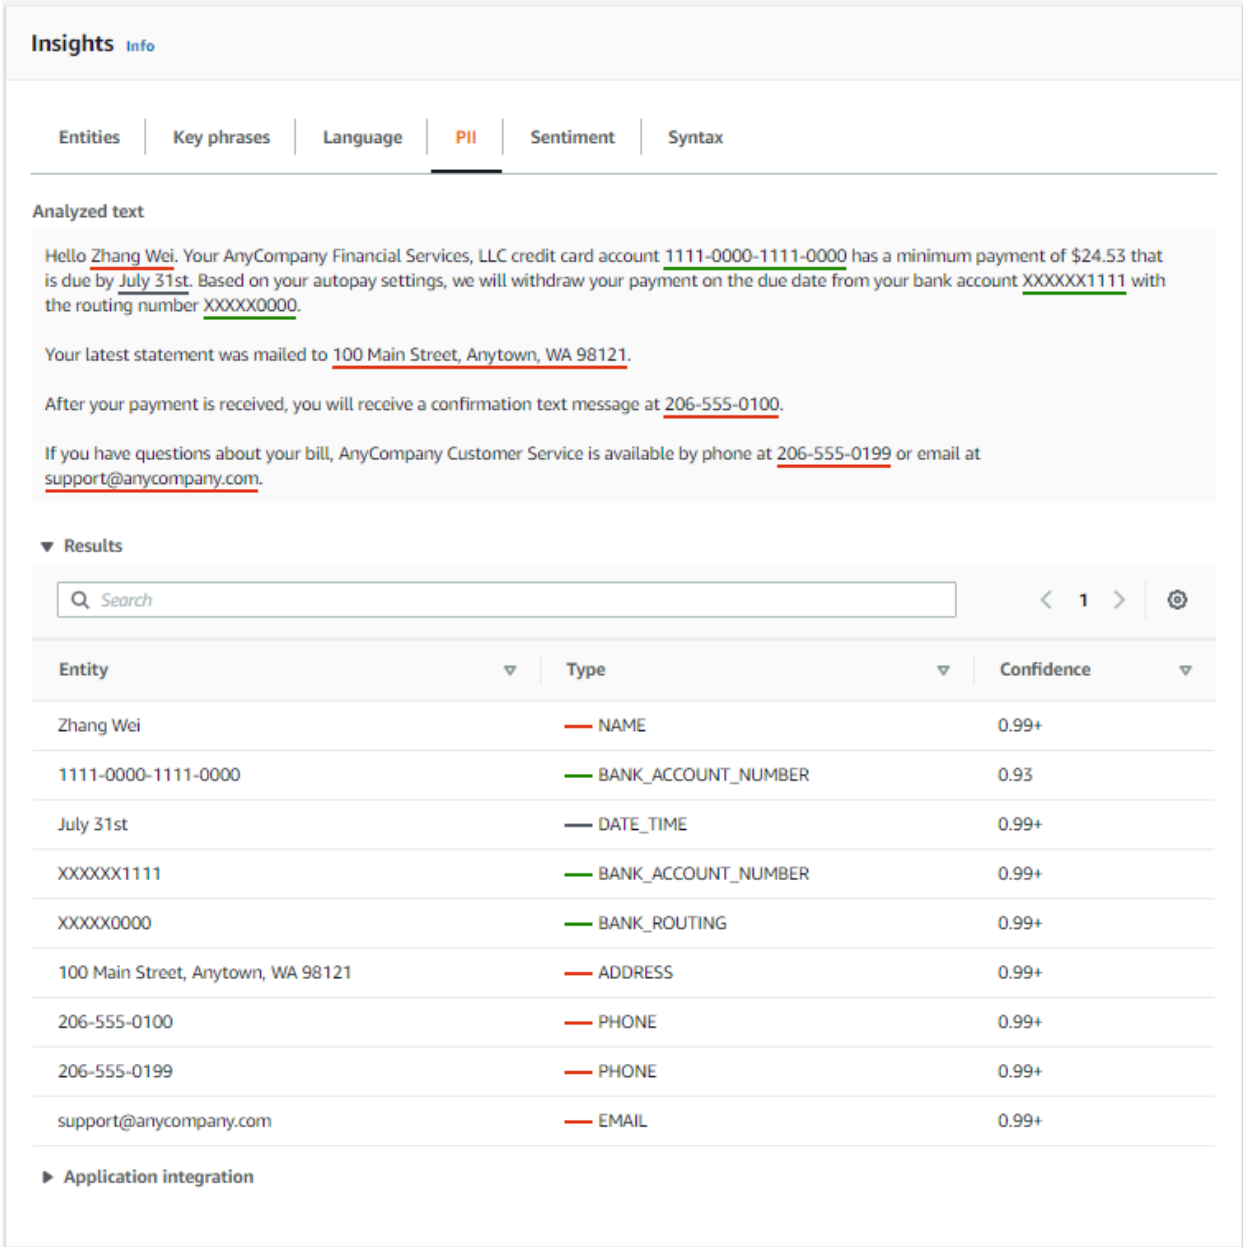 Insights Info
Entities Key phrases Language PII Sentiment Syntax
Analyzed text
Hello Zhang Wei. Your AnyCompany Financial Services, LLC credit card account 1111-0000-1111-0000 has a minimum payment of $24.53 that
is due by July 31st. Based on your autopay settings, we will withdraw your payment on the due date from your bank account XXXXXX1111 with
the routing number XXXXX0000.
Your latest statement was mailed to 100 Main Street, Anytown, WA 98121.
After your payment is received, you will receive a confirmation text message at 206-555-0100.
If you have questions about your bill, AnyCompany Customer Service is available by phone at 206-555-0199 or email at
support@anycompany.com.
Results
Search 1
Entity Type Confidence
Zhang Wei NAME 0.99+
1111-0000-1111-0000 BANK_ACCOUNT_NUMBER 0.93
July 31st DATE_TIME 0.99+
XXXXXX1111 BANK_ACCOUNT_NUMBER 0.99+
XXXXX0000 BANK_ROUTING 0.99+
100 Main Street, Anytown, WA 98121 ADDRESS 0.99+
206-555-0100 PHONE 0.99+
206-555-0199 PHONE 0.99+
support@anycompany.com EMAIL 0.99+
Application integration